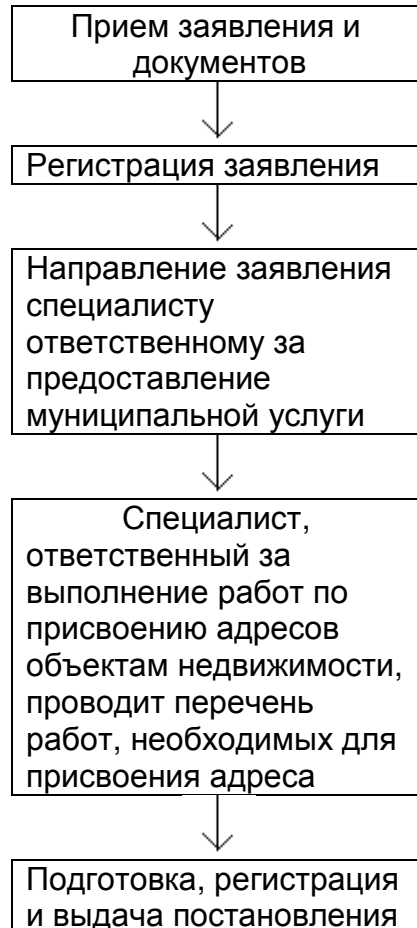 Прием заявления и
документов
Регистрация заявления
Направление заявления
специалисту
ответственному за
предоставление
муниципальной услуги
Специалист,
ответственный за
выполнение работ по
присвоению адресов
объектам недвижимости,
проводит перечень
работ, необходимых для
присвоения адреса
Подготовка, регистрация
и выдача постановления